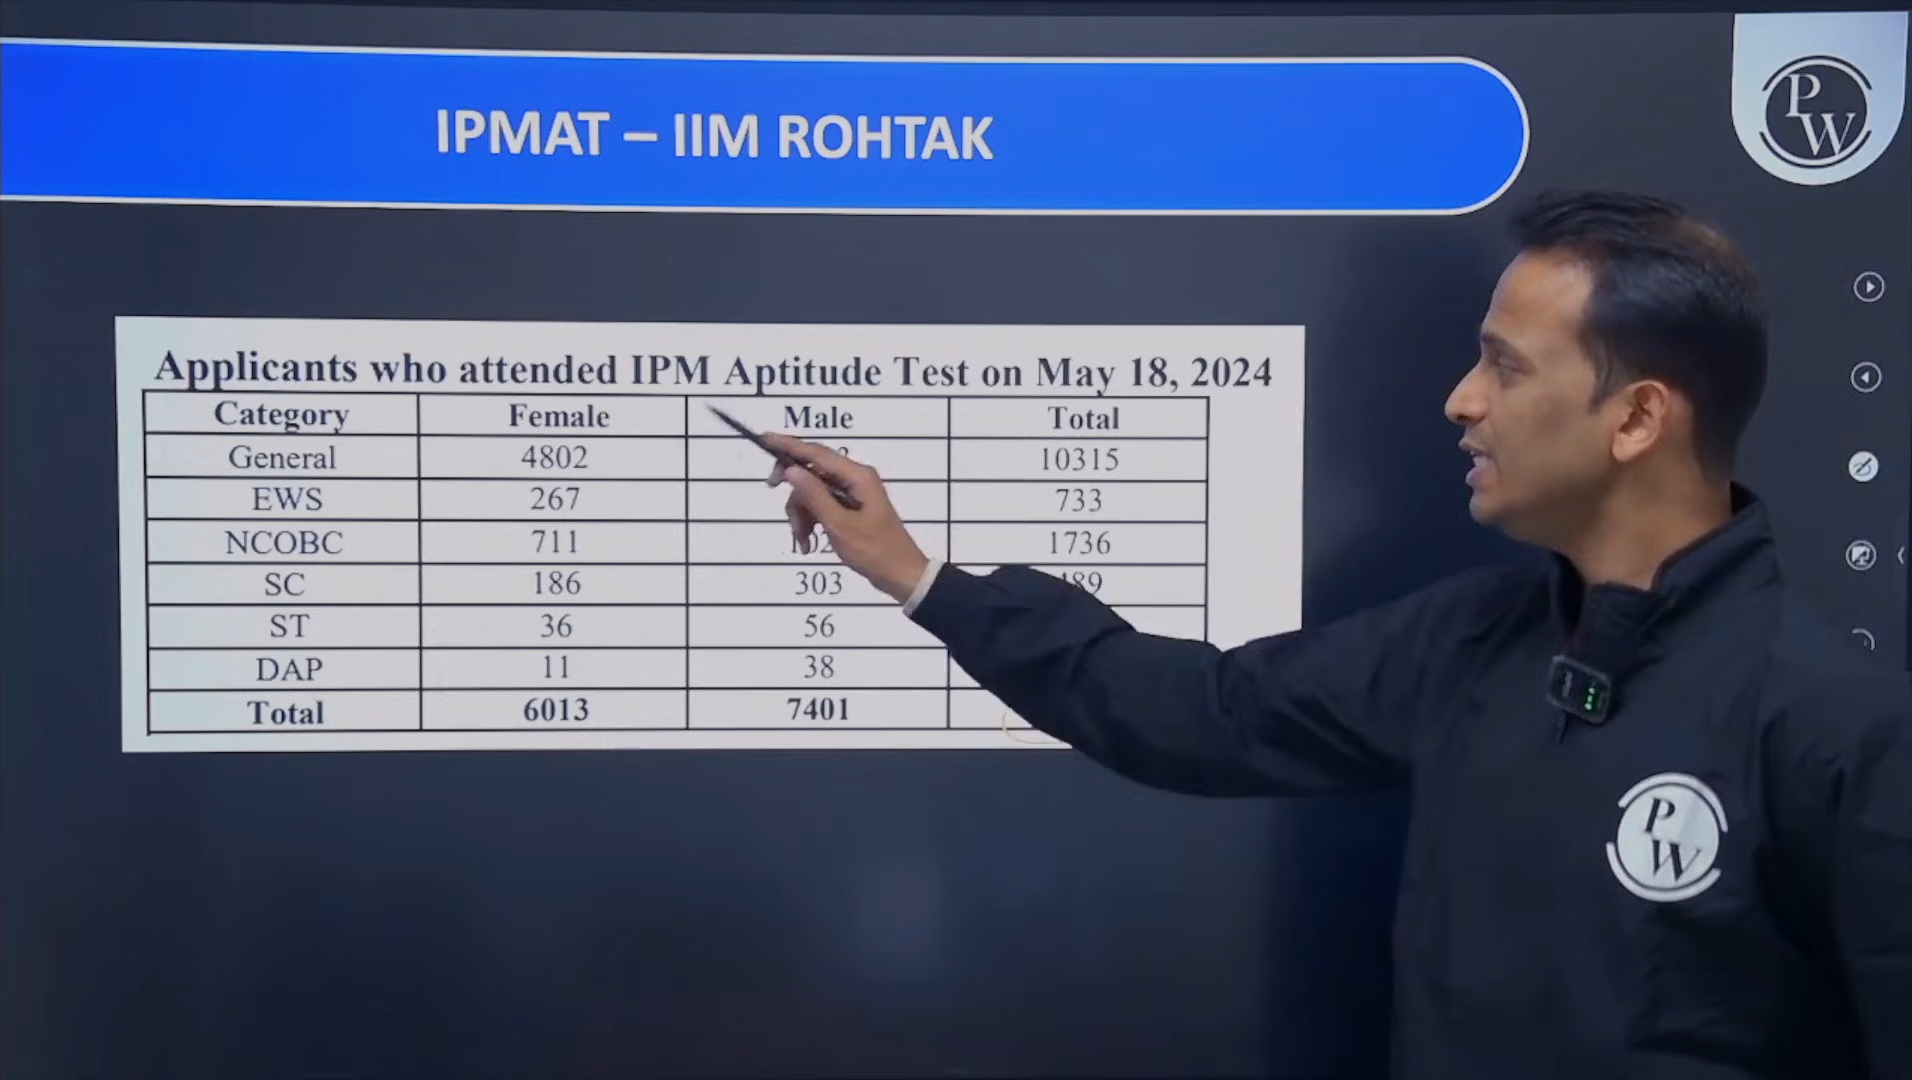 IPMAT – IIM ROHTAK
PW
Applicants who attended IPM Aptitude Test on May 18, 2024
Category Female Male Total
General 4802 10315
EWS 267 733
NCOBC 711 1736
SC 186 303
ST 36 56
DAP 11 38
Total 6013 7401
PW